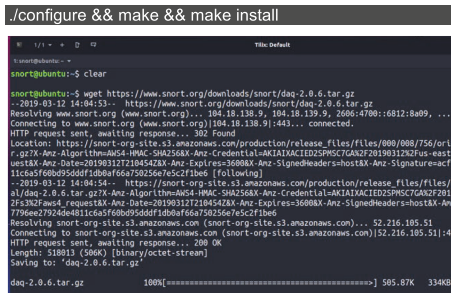 ./configure && make && make install
1/1
Tilix: Default
1: snort@ubuntu: ~
snort@ubuntu:~$ clear
snort@ubuntu:~$ wget https://www.snort.org/downloads/snort/daq-2.0.6.tar.gz
--2019-03-12 14:04:53-- https://www.snort.org/downloads/snort/daq-2.0.6.tar.gz
Resolving www.snort.org (www.snort.org)... 104.18.138.9, 104.18.139.9, 2606:4700::6812:8a09, ...
Connecting to www.snort.org (www.snort.org)|104.18.138.9|:443... connected.
HTTP request sent, awaiting response... 302 Found
Location: https://snort-org-site.s3.amazonaws.com/production/release_files/files/000/008/756/ori
r.gz?X-Amz-Algorithm=AWS4-HMAC-SHA256&X-Amz-Credential=AKIAIXACIED2SPMSC7GA%2F20190312%2Fus-east
uest&X-Amz-Date=20190312T210454Z&X-Amz-Expires=3600&X-Amz-SignedHeaders=host&X-Amz-Signature=acf
11c6a5f60bd95dddf1db0af66a750256e7e5c2f1be6 [following]
--2019-03-12 14:04:54-- https://snort-org-site.s3.amazonaws.com/production/release_files/files/
al/daq-2.0.6.tar.gz?X-Amz-Algorithm=AWS4-HMAC-SHA256&X-Amz-Credential=AKIAIXACIED2SPMSC7GA%2F201
2Fs3%2Faws4_request&X-Amz-Date=20190312T210454Z&X-Amz-Expires=3600&X-Amz-SignedHeaders=host&X-Am
7796ee27924de4811c6a5f60bd95dddf1db0af66a750256e7e5c2f1be6
Resolving snort-org-site.s3.amazonaws.com (snort-org-site.s3.amazonaws.com)... 52.216.105.51
Connecting to snort-org-site.s3.amazonaws.com (snort-org-site.s3.amazonaws.com)|52.216.105.51|:4
HTTP request sent, awaiting response... 200 OK
Length: 518013 (506K) [binary/octet-stream]
Saving to: ‘daq-2.0.6.tar.gz’
daq-2.0.6.tar.gz 100%[===========================================>] 505.87K 334KB